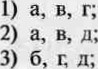 1) а, в, г;
2) а, в, д;
3) б, г, д;